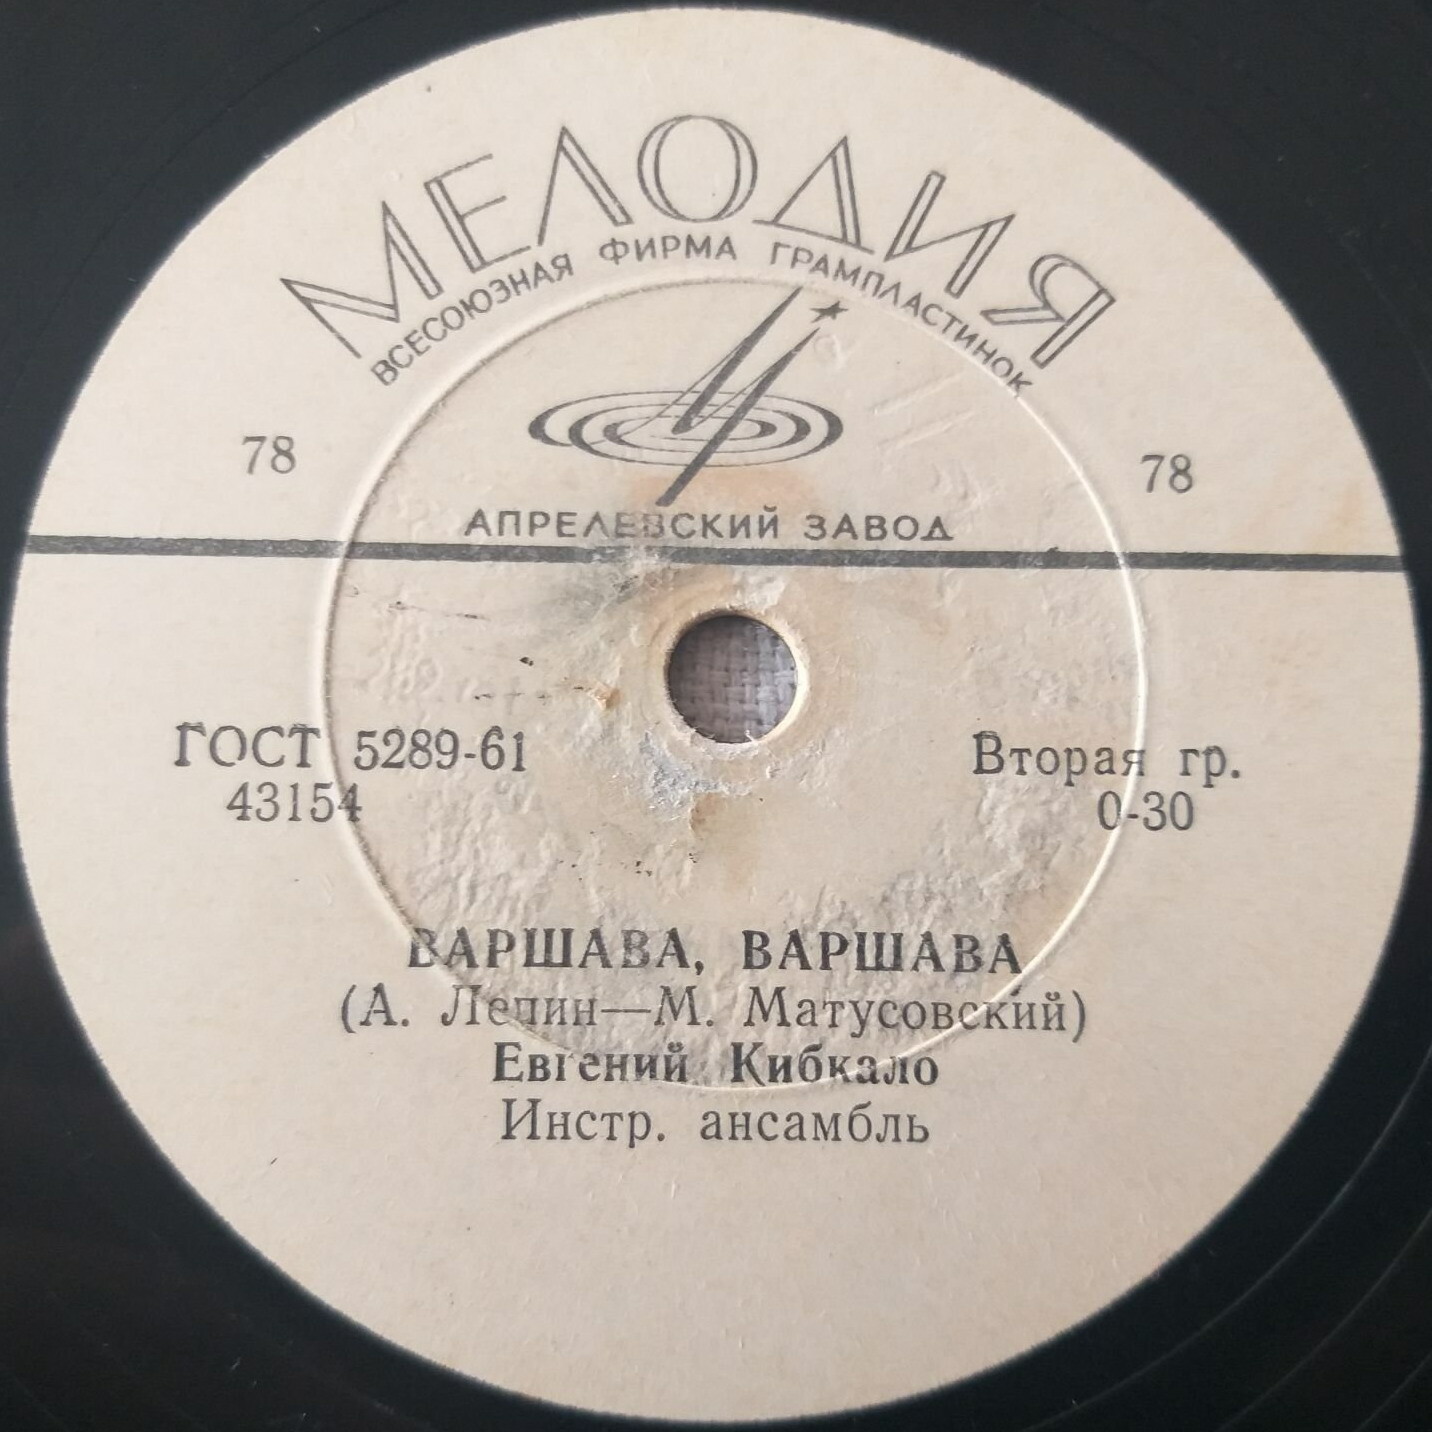 МЕЛОДИЯ
ВСЕСОЮЗНАЯ ФИРМА ГРАМПЛАСТИНОК
78 78
АПРЕЛЕВСКИЙ ЗАВОД
ГОСТ 5289-61 Вторая гр.
43154 0-30
ВАРШАВА, ВАРШАВА
(А. Лепин—М. Матусовский)
Евгений Кибкало
Инстр. ансамбль